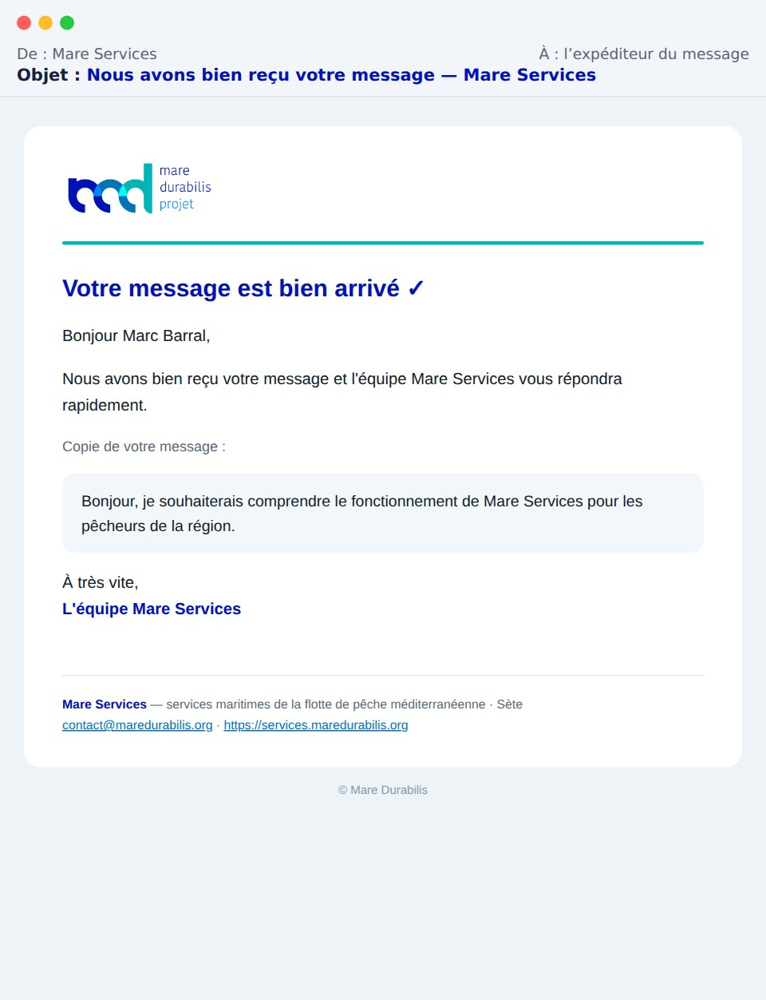 De : Mare Services
À : l’expéditeur du message
Objet : Nous avons bien reçu votre message — Mare Services
mare
durabilis
projet
Votre message est bien arrivé ✓
Bonjour Marc Barral,
Nous avons bien reçu votre message et l'équipe Mare Services vous répondra
rapidement.
Copie de votre message :
Bonjour, je souhaiterais comprendre le fonctionnement de Mare Services pour les
pêcheurs de la région.
À très vite,
L'équipe Mare Services
Mare Services — services maritimes de la flotte de pêche méditerranéenne · Sète
contact@maredurabilis.org · https://services.maredurabilis.org
© Mare Durabilis